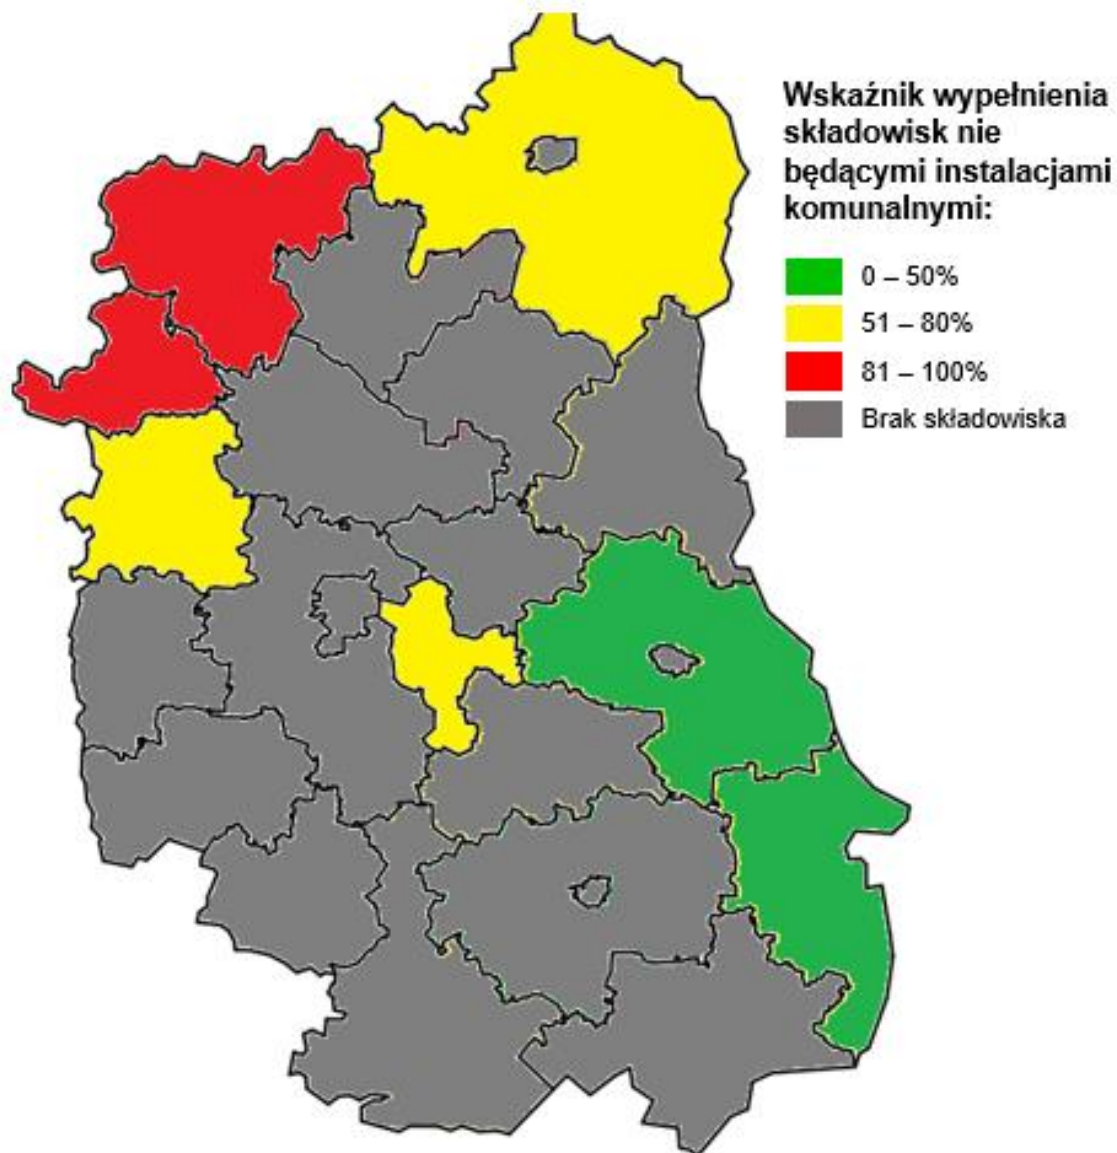 Wskaźnik wypełnienia
składowisk nie
będącymi instalacjami
komunalnymi:
0 – 50%
51 – 80%
81 – 100%
Brak składowiska